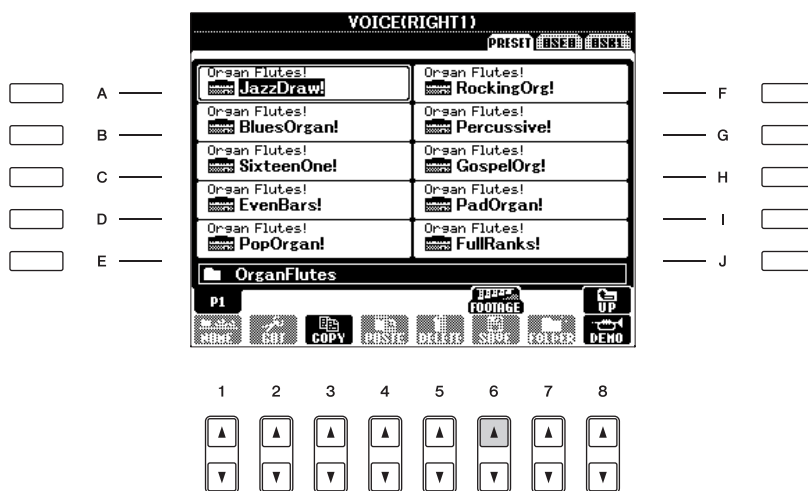 VOICE(RIGHT1)
PRESET USER USB1
A
Organ Flutes!
JazzDraw!
Organ Flutes!
RockingOrg!
F
B
Organ Flutes!
BluesOrgan!
Organ Flutes!
Percussive!
G
C
Organ Flutes!
SixteenOne!
Organ Flutes!
GospelOrg!
H
D
Organ Flutes!
EvenBars!
Organ Flutes!
PadOrgan!
I
E
Organ Flutes!
PopOrgan!
Organ Flutes!
FullRanks!
J
OrganFlutes
P1 FOOTAGE UP
NAME CUT COPY PASTE DELETE SAVE FOLDER DEMO
1 2 3 4 5 6 7 8